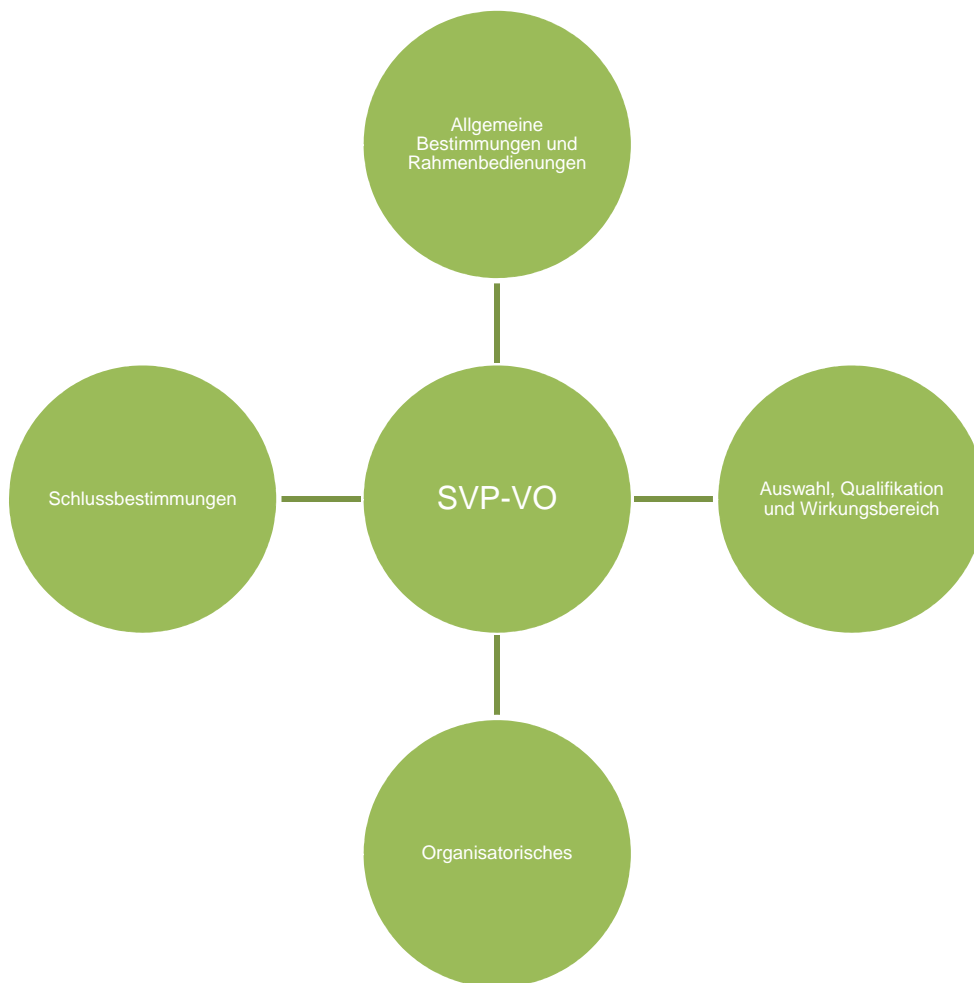 Allgemeine
Bestimmungen und
Rahmenbedienungen
Schlussbestimmungen
SVP-VO
Auswahl, Qualifikation
und Wirkungsbereich
Organisatorisches